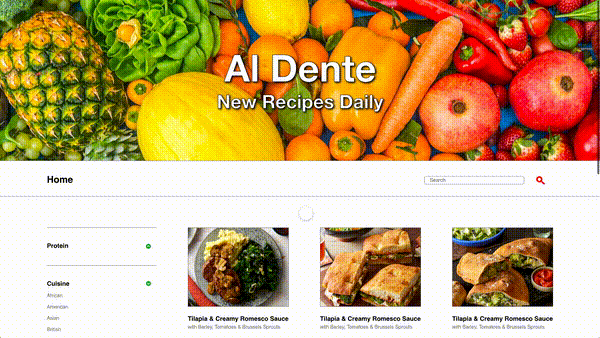 Al Dente
New Recipes Daily
Home
Search
Protein
Cuisine
African
American
Asian
British
Tilapia & Creamy Romesco Sauce
with Barley, Tomatoes & Brussels Sprouts
Tilapia & Creamy Romesco Sauce
with Barley, Tomatoes & Brussels Sprouts
Tilapia & Creamy Romesco Sauce
with Barley, Tomatoes & Brussels Sprouts